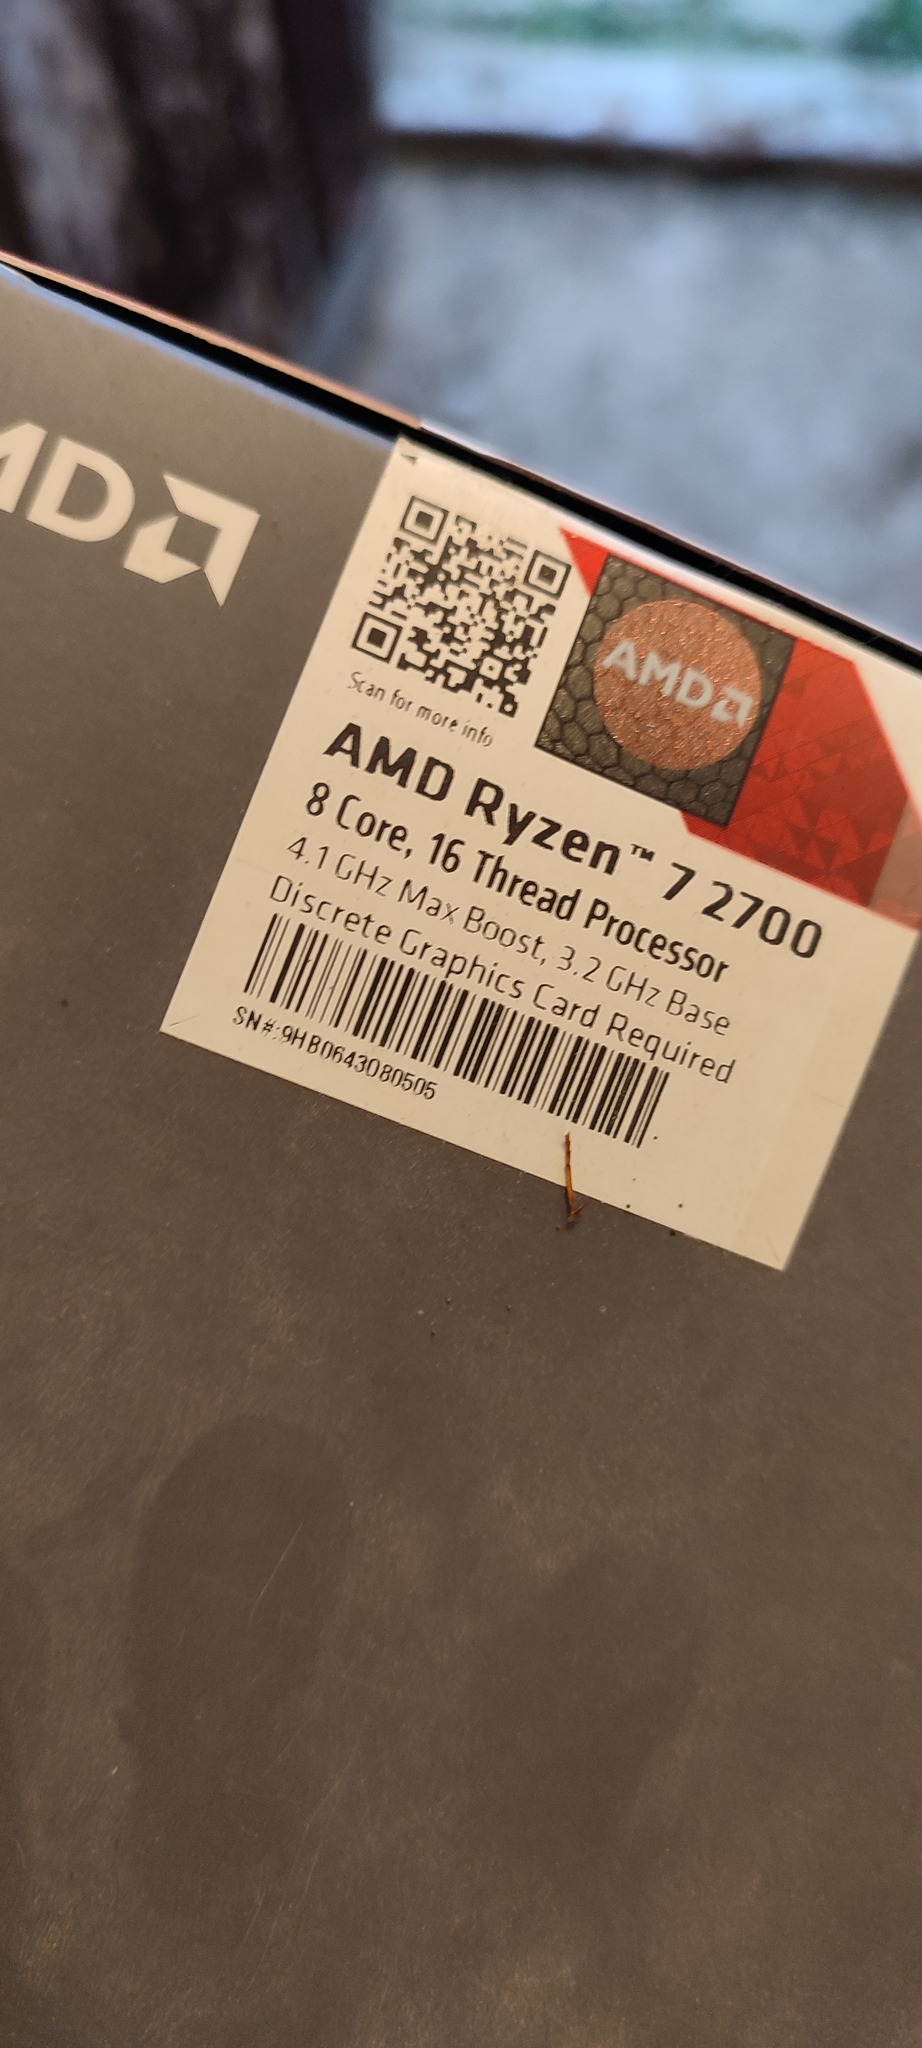 AMD
Scan for more info
AMD
AMD Ryzen™ 7 2700
8 Core, 16 Thread Processor
4.1 GHz Max Boost, 3.2 GHz Base
Discrete Graphics Card Required
SN#:9HB0643080505